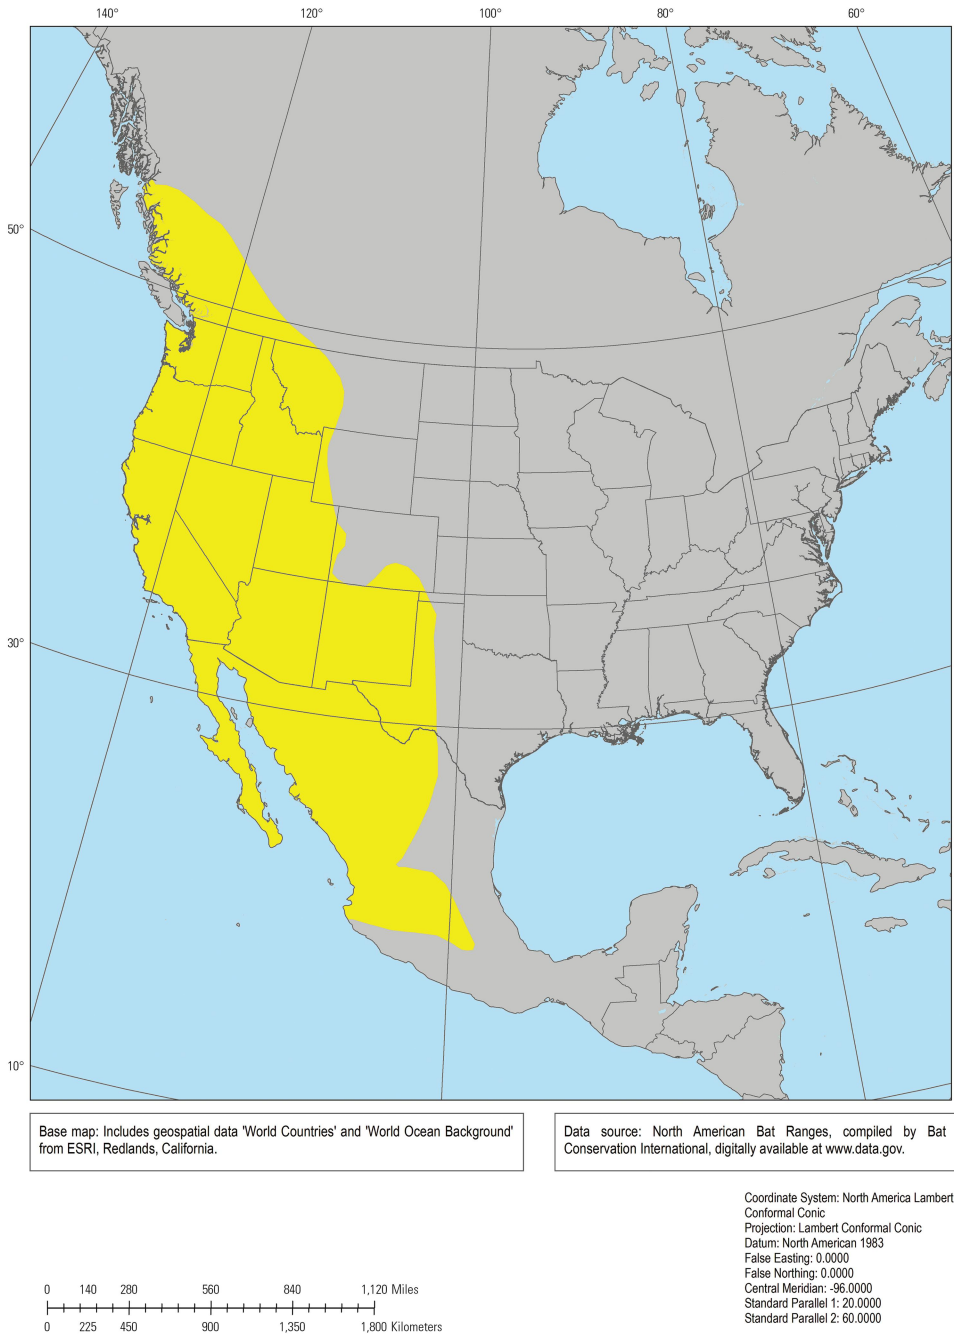 140°
120°
100°
80°
60°
50°
30°
10°
Base map: Includes geospatial data 'World Countries' and 'World Ocean Background'
from ESRI, Redlands, California.
Data source: North American Bat Ranges, compiled by Bat
Conservation International, digitally available at www.data.gov.
Coordinate System: North America Lambert
Conformal Conic
Projection: Lambert Conformal Conic
Datum: North American 1983
False Easting: 0.0000
False Northing: 0.0000
Central Meridian: -96.0000
Standard Parallel 1: 20.0000
Standard Parallel 2: 60.0000
0 140 280 560 840 1,120 Miles
0 225 450 900 1,350 1,800 Kilometers